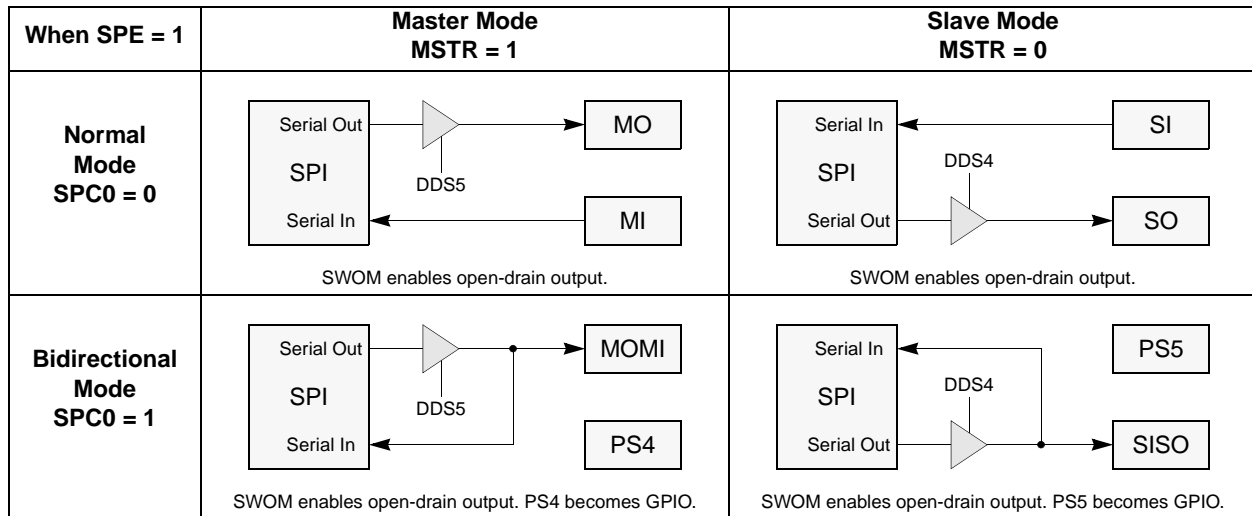 When SPE = 1
Master Mode
MSTR = 1
Slave Mode
MSTR = 0
Normal
Mode
SPC0 = 0
Serial Out
SPI
Serial In
DDS5
MO
MI
SWOM enables open-drain output.
Serial In
SPI
Serial Out
DDS4
SI
SO
SWOM enables open-drain output.
Bidirectional
Mode
SPC0 = 1
Serial Out
SPI
Serial In
DDS5
MOMI
PS4
SWOM enables open-drain output. PS4 becomes GPIO.
Serial In
SPI
Serial Out
DDS4
PS5
SISO
SWOM enables open-drain output. PS5 becomes GPIO.